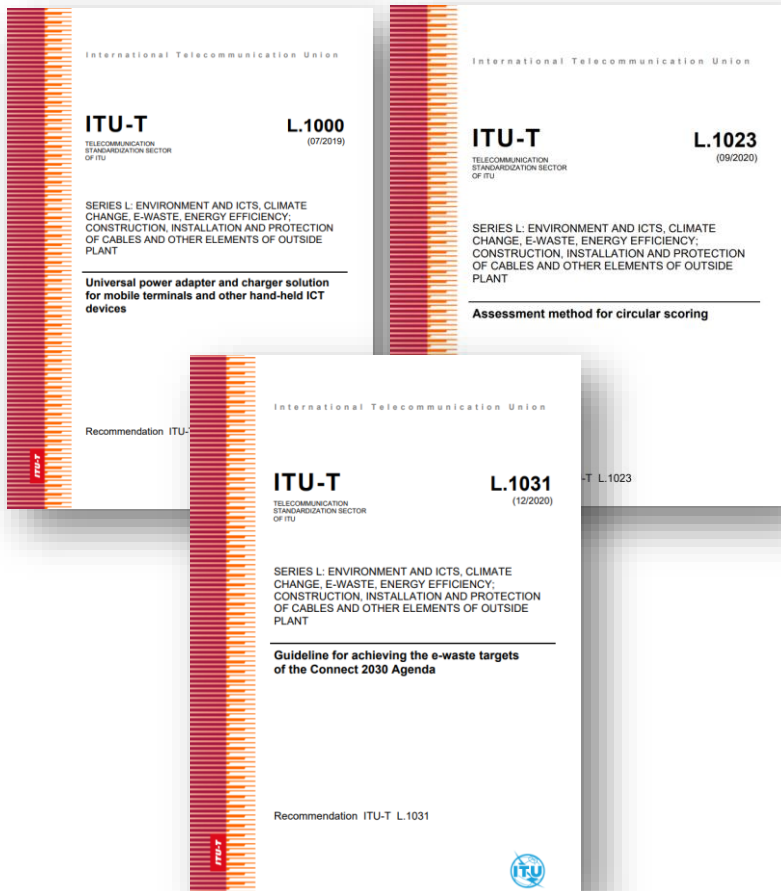 International Telecommunication Union
ITU-T
L.1000
(07/2019)
TELECOMMUNICATION
STANDARDIZATION SECTOR
OF ITU
SERIES L: ENVIRONMENT AND ICTS, CLIMATE
CHANGE, E-WASTE, ENERGY EFFICIENCY;
CONSTRUCTION, INSTALLATION AND PROTECTION
OF CABLES AND OTHER ELEMENTS OF OUTSIDE
PLANT
Universal power adapter and charger solution
for mobile terminals and other hand-held ICT
devices
Recommendation ITU-
ITU-T
International Telecommunication Union
ITU-T
L.1023
(09/2020)
TELECOMMUNICATION
STANDARDIZATION SECTOR
OF ITU
SERIES L: ENVIRONMENT AND ICTS, CLIMATE
CHANGE, E-WASTE, ENERGY EFFICIENCY;
CONSTRUCTION, INSTALLATION AND PROTECTION
OF CABLES AND OTHER ELEMENTS OF OUTSIDE
PLANT
Assessment method for circular scoring
-T L.1023
International Telecommunication Union
ITU-T
L.1031
(12/2020)
TELECOMMUNICATION
STANDARDIZATION SECTOR
OF ITU
SERIES L: ENVIRONMENT AND ICTS, CLIMATE
CHANGE, E-WASTE, ENERGY EFFICIENCY;
CONSTRUCTION, INSTALLATION AND PROTECTION
OF CABLES AND OTHER ELEMENTS OF OUTSIDE
PLANT
Guideline for achieving the e-waste targets
of the Connect 2030 Agenda
Recommendation ITU-T L.1031
ITU-T
ITU